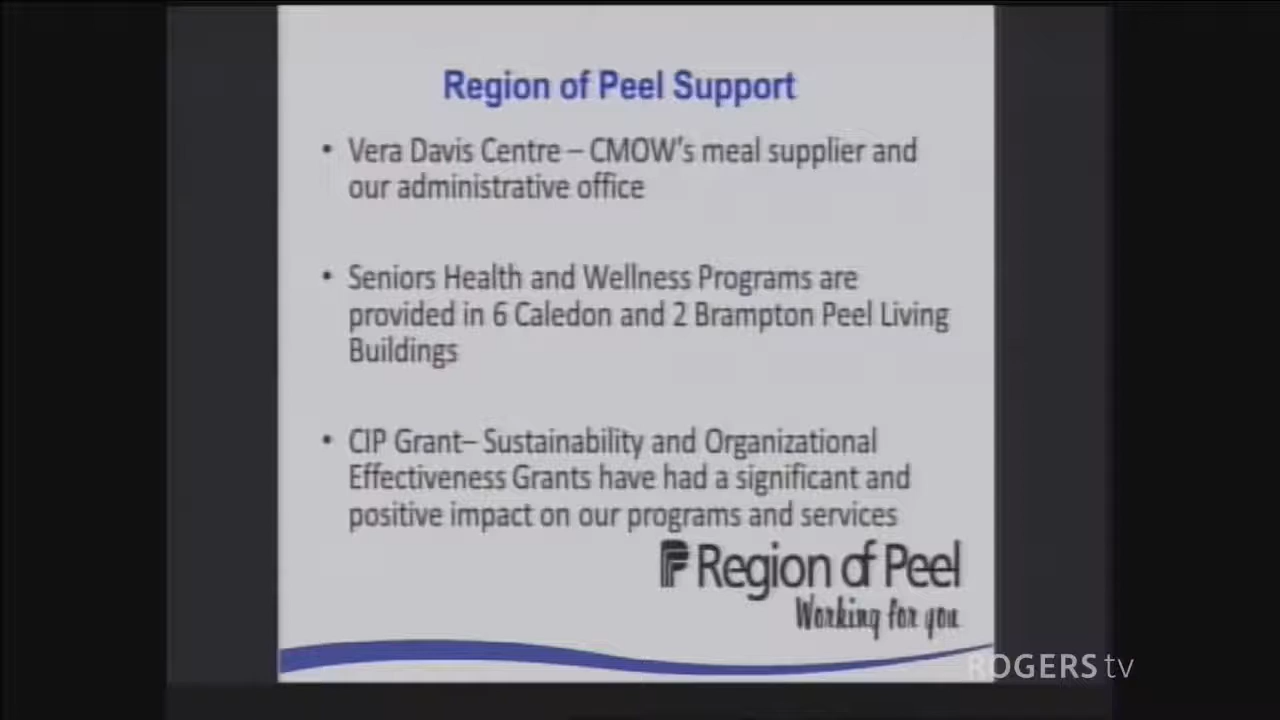 Region of Peel Support
• Vera Davis Centre – CMOW's meal supplier and
our administrative office
• Seniors Health and Wellness Programs are
provided in 6 Caledon and 2 Brampton Peel Living
Buildings
• CIP Grant– Sustainability and Organizational
Effectiveness Grants have had a significant and
positive impact on our programs and services
Region of Peel
Working for you
ROGERS tv